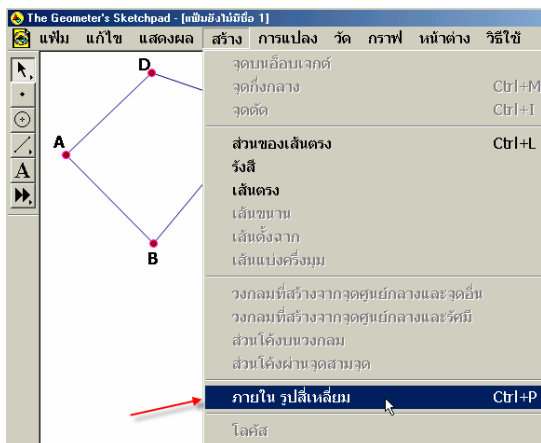 The Geometer's Sketchpad - [แฟ้มยังไม่มีชื่อ 1]
แฟ้ม แก้ไข แสดงผล สร้าง การแปลง วัด กราฟ หน้าต่าง วิธีใช้
จุดบนอ็อบเจกต์
จุดกึ่งกลาง Ctrl+M
จุดตัด Ctrl+I
ส่วนของเส้นตรง Ctrl+L
รังสี
เส้นตรง
เส้นขนาน
เส้นตั้งฉาก
เส้นแบ่งครึ่งมุม
วงกลมที่สร้างจากจุดศูนย์กลางและจุดอื่น
วงกลมที่สร้างจากจุดศูนย์กลางและรัศมี
ส่วนโค้งบนวงกลม
ส่วนโค้งผ่านจุดสามจุด
ภายใน รูปสี่เหลี่ยม Ctrl+P
โลคัส
A
D
A
B